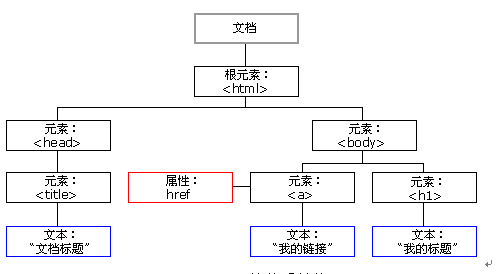 文档
根元素：
<html>
元素：
<head>
元素：
<body>
元素：
<title>
属性：
href
元素：
<a>
元素：
<h1>
文本：
“文档标题”
文本：
“我的链接”
文本：
“我的标题”